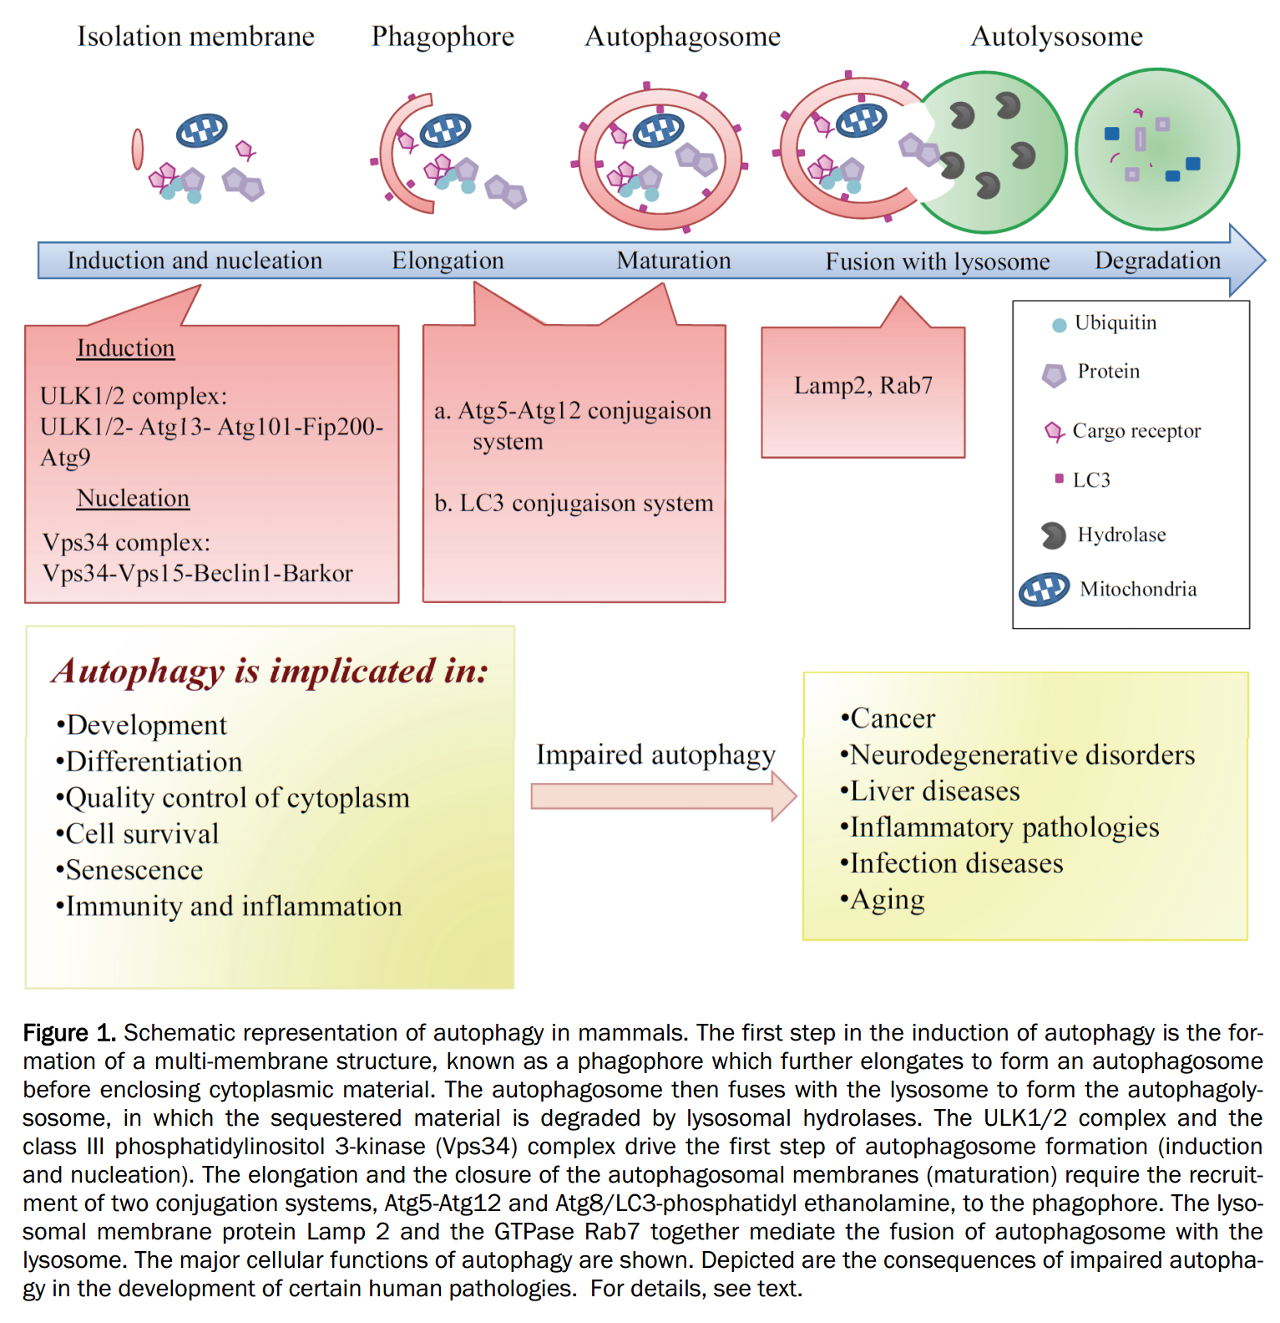 Isolation membrane
Phagophore
Autophagosome
Autolysosome
Induction and nucleation
Elongation
Maturation
Fusion with lysosome
Degradation
Induction
ULK1/2 complex:
ULK1/2- Atg13- Atg101-Fip200-
Atg9
Nucleation
Vps34 complex:
Vps34-Vps15-Beclin1-Barkor
a. Atg5-Atg12 conjugaison
system
b. LC3 conjugaison system
Lamp2, Rab7
Ubiquitin
Protein
Cargo receptor
LC3
Hydrolase
Mitochondria
Autophagy is implicated in:
•Development
•Differentiation
•Quality control of cytoplasm
•Cell survival
•Senescence
•Immunity and inflammation
Impaired autophagy
•Cancer
•Neurodegenerative disorders
•Liver diseases
•Inflammatory pathologies
•Infection diseases
•Aging
Figure 1. Schematic representation of autophagy in mammals. The first step in the induction of autophagy is the for-
mation of a multi-membrane structure, known as a phagophore which further elongates to form an autophagosome
before enclosing cytoplasmic material. The autophagosome then fuses with the lysosome to form the autophagoly-
sosome, in which the sequestered material is degraded by lysosomal hydrolases. The ULK1/2 complex and the
class III phosphatidylinositol 3-kinase (Vps34) complex drive the first step of autophagosome formation (induction
and nucleation). The elongation and the closure of the autophagosomal membranes (maturation) require the recruit-
ment of two conjugation systems, Atg5-Atg12 and Atg8/LC3-phosphatidyl ethanolamine, to the phagophore. The lyso-
somal membrane protein Lamp 2 and the GTPase Rab7 together mediate the fusion of autophagosome with the
lysosome. The major cellular functions of autophagy are shown. Depicted are the consequences of impaired autopha-
gy in the development of certain human pathologies. For details, see text.